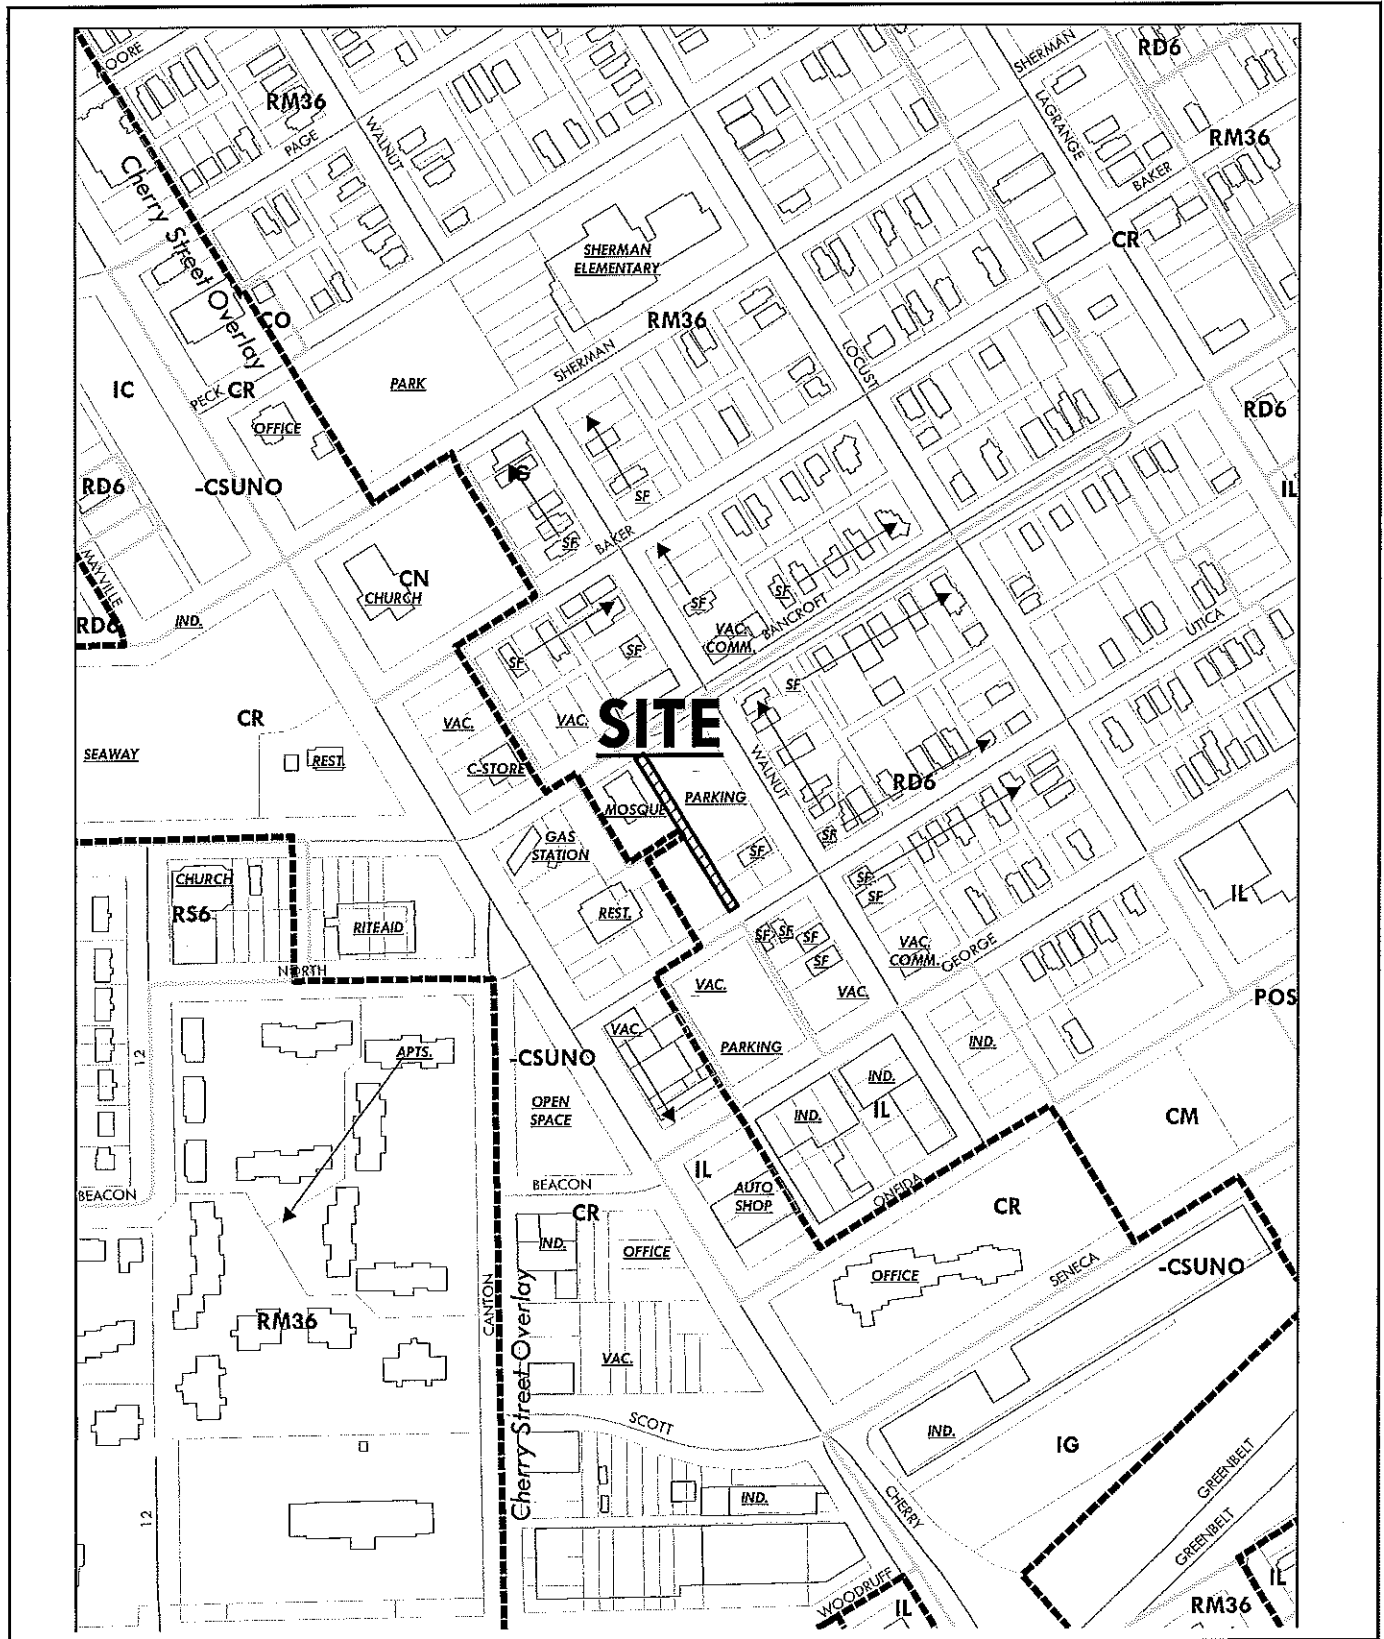 OORE
RM36
PAGE
WALNUT
SHERMAN
RD6
LAGRANGE
RM36
BAKER
CR
Cherry Street Overlay
SHERMAN
ELEMENTARY
RM36
CO
SHERMAN
LOCUST
IC
PECK
CR
PARK
OFFICE
RD6
RD6
-CSUNO
IG
SF
IL
MAYVILLE
SF
BAKER
CN
CHURCH
SF
SF
RD6
IND.
VAC.
COMM.
BANCROFT
UTICA
SF
SF
SF
CR
VAC.
VAC.
SITE
SEAWAY
REST.
C-STORE
WALNUT
RD6
MOSQUE
PARKING
GAS
STATION
SF
SF
CHURCH
RS6
RITEAID
REST.
SF
SF
IL
SF
SF
SF
SF
VAC.
COMM.
GEORGE
NORTH
VAC.
VAC.
POS
12
APTS.
-CSUNO
VAC.
PARKING
IND.
OPEN
SPACE
IND.
IND.
IL
CM
BEACON
BEACON
IL
AUTO
SHOP
ONEIDA
CR
CR
IND.
OFFICE
OFFICE
SENECA
-CSUNO
CANTON
Cherry Street Overlay
RM36
VAC.
SCOTT
IND.
IG
GREENBELT
GREENBELT
12
IND.
CHERRY
WOODRUFF
IL
RM36
IL